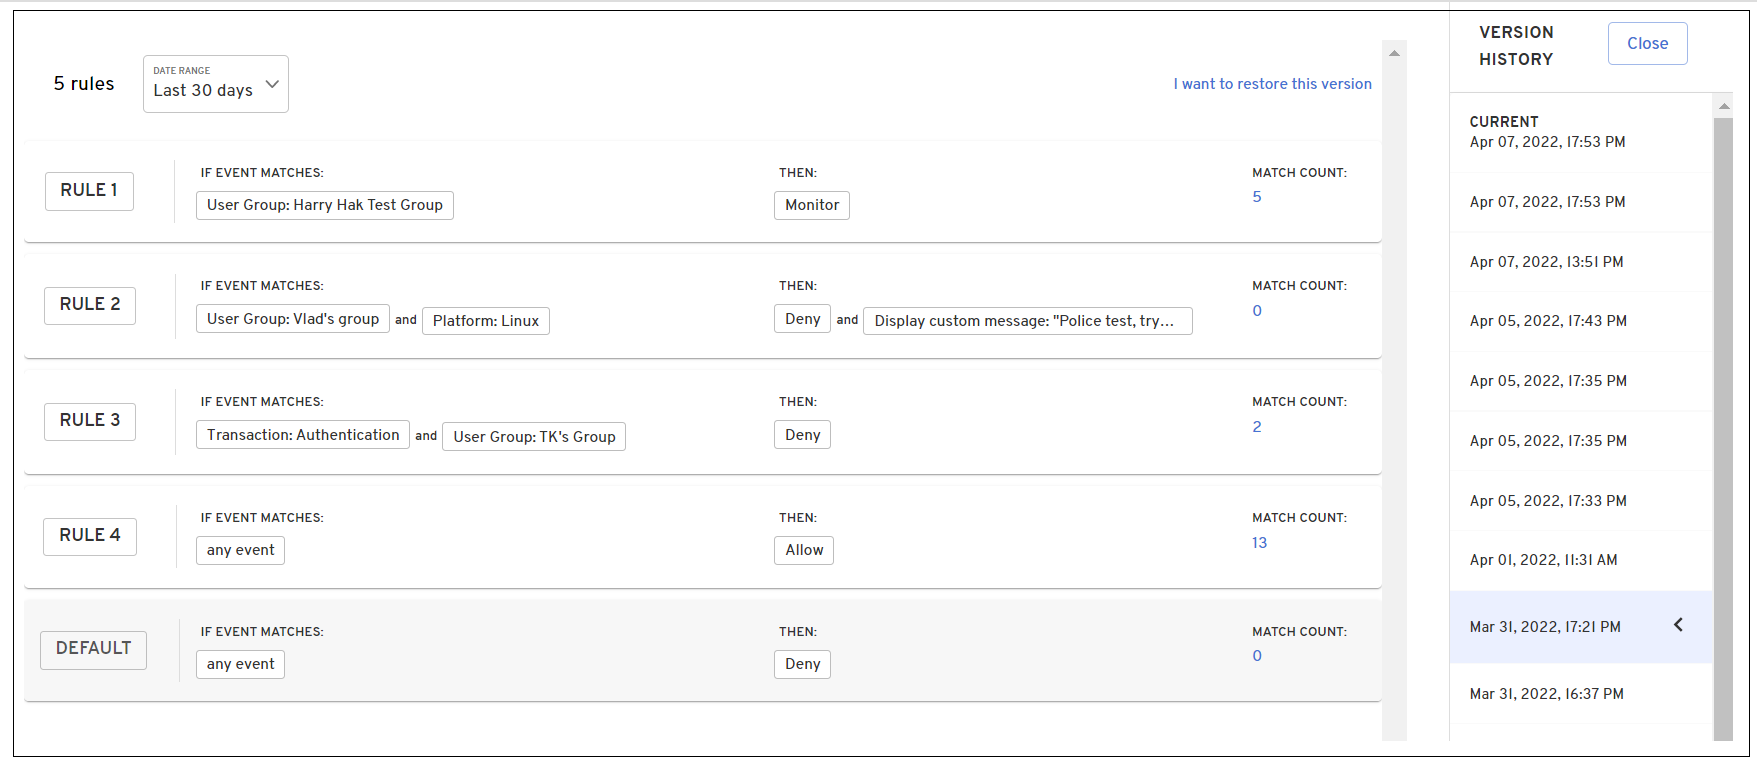 5 rules
DATE RANGE
Last 30 days
I want to restore this version
RULE 1
IF EVENT MATCHES:
User Group: Harry Hak Test Group
THEN:
Monitor
MATCH COUNT:
5
RULE 2
IF EVENT MATCHES:
User Group: Vlad's group and Platform: Linux
THEN:
Deny and Display custom message: "Police test, try...
MATCH COUNT:
0
RULE 3
IF EVENT MATCHES:
Transaction: Authentication and User Group: TK's Group
THEN:
Deny
MATCH COUNT:
2
RULE 4
IF EVENT MATCHES:
any event
THEN:
Allow
MATCH COUNT:
13
DEFAULT
IF EVENT MATCHES:
any event
THEN:
Deny
MATCH COUNT:
0
VERSION
HISTORY
Close
CURRENT
Apr 07, 2022, 17:53 PM
Apr 07, 2022, 17:53 PM
Apr 07, 2022, 13:51 PM
Apr 05, 2022, 17:43 PM
Apr 05, 2022, 17:35 PM
Apr 05, 2022, 17:35 PM
Apr 05, 2022, 17:33 PM
Apr 01, 2022, 11:31 AM
Mar 31, 2022, 17:21 PM
Mar 31, 2022, 16:37 PM